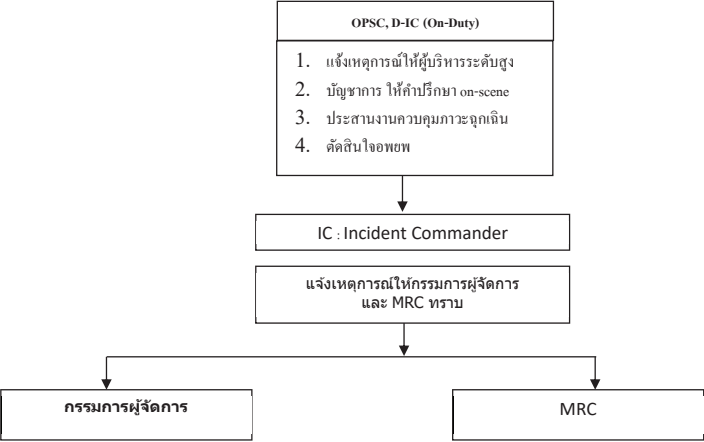 OPSC, D-IC (On-Duty)
1. แจ้งเหตุการณ์ให้ผู้บริหารระดับสูง
2. บัญชาการ ให้คำปรึกษา on-scene
3. ประสานงานควบคุมภาวะฉุกเฉิน
4. ตัดสินใจอพยพ
IC : Incident Commander
แจ้งเหตุการณ์ให้กรรมการผู้จัดการ
และ MRC ทราบ
กรรมการผู้จัดการ
MRC